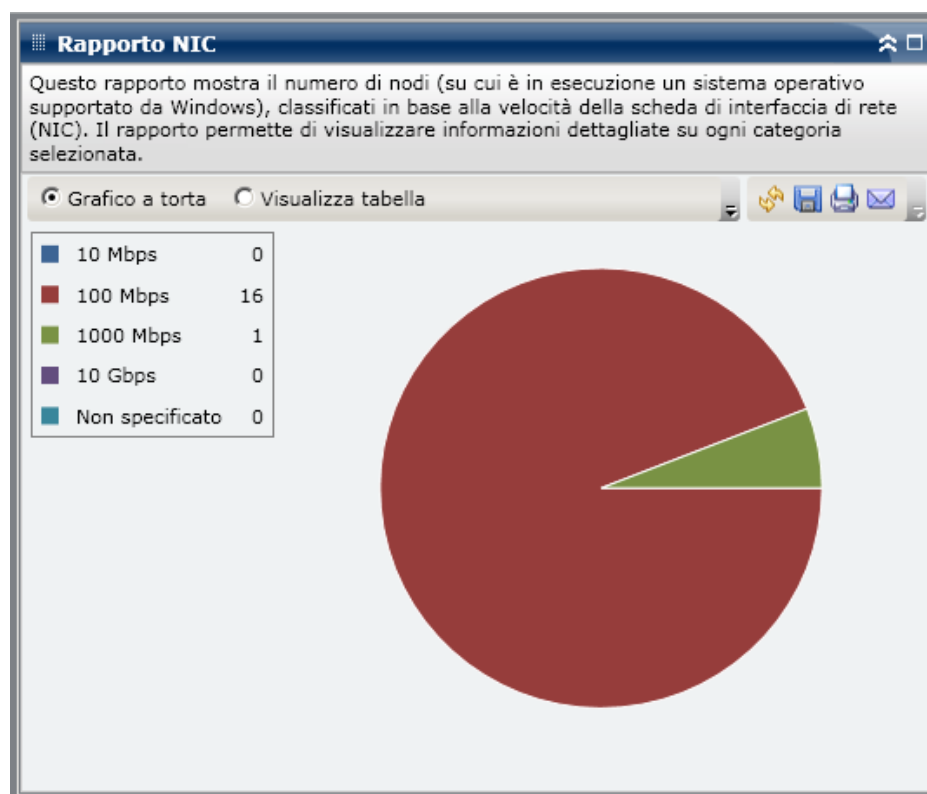 Rapporto NIC
Questo rapporto mostra il numero di nodi (su cui è in esecuzione un sistema operativo
supportato da Windows), classificati in base alla velocità della scheda di interfaccia di rete
(NIC). Il rapporto permette di visualizzare informazioni dettagliate su ogni categoria
selezionata.
Grafico a torta Visualizza tabella
10 Mbps 0
100 Mbps 16
1000 Mbps 1
10 Gbps 0
Non specificato 0